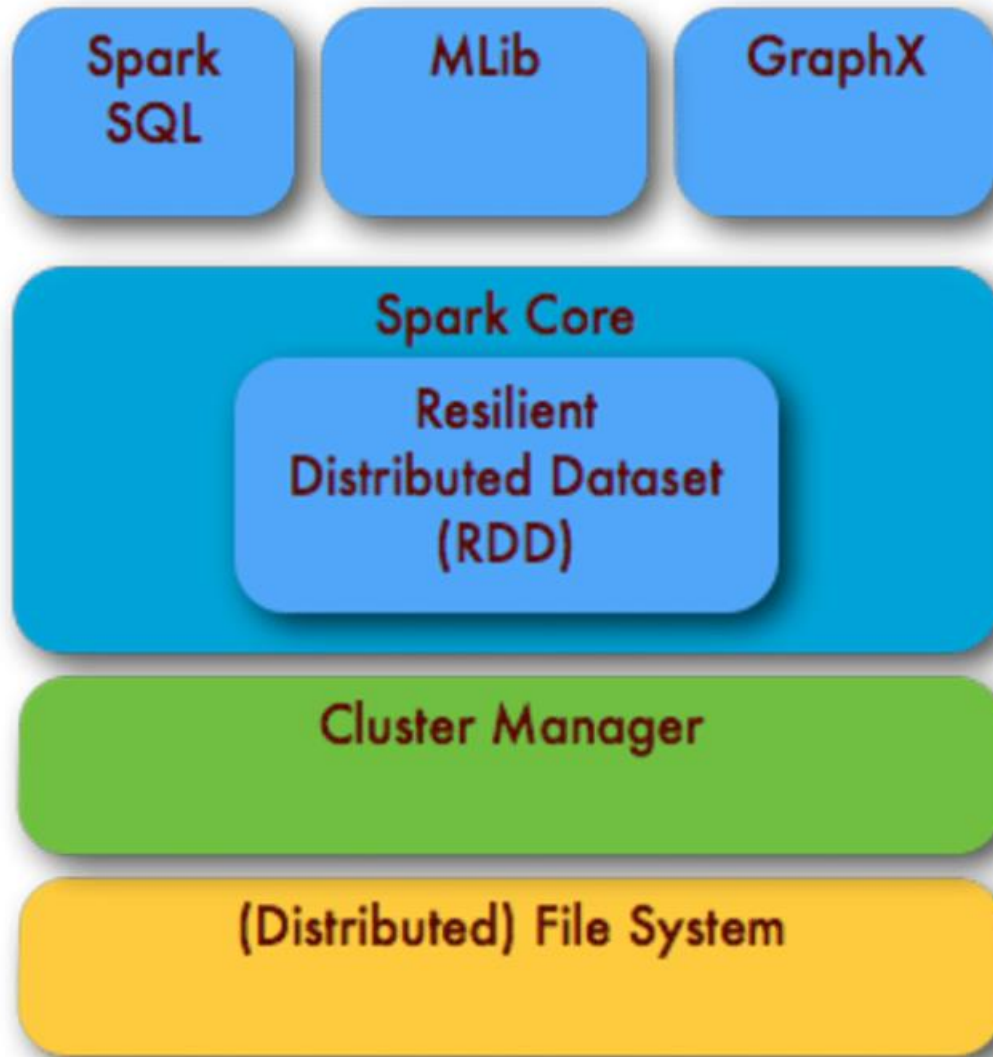 Spark
SQL
MLib
GraphX
Spark Core
Resilient
Distributed Dataset
(RDD)
Cluster Manager
(Distributed) File System